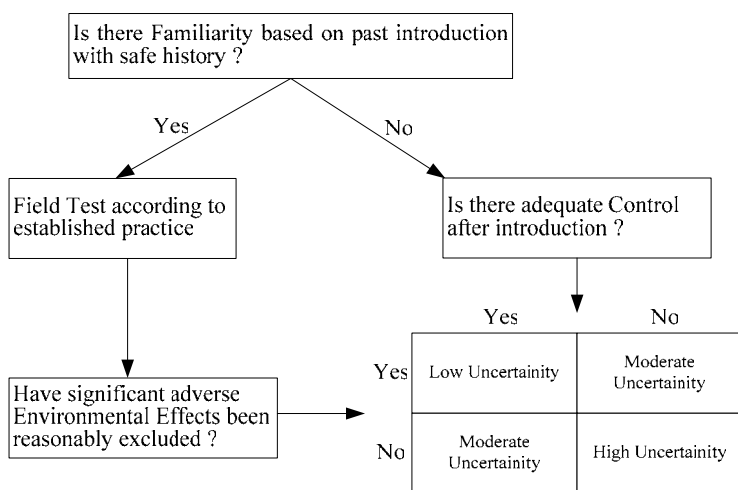 Is there Familiarity based on past introduction
with safe history ?
Yes
No
Field Test according to
established practice
Is there adequate Control
after introduction ?
Yes
No
Yes
Low Uncertainity
Moderate
Uncertainity
Have significant adverse
Environmental Effects been
reasonably excluded ?
No
Moderate
Uncertainity
High Uncertainity